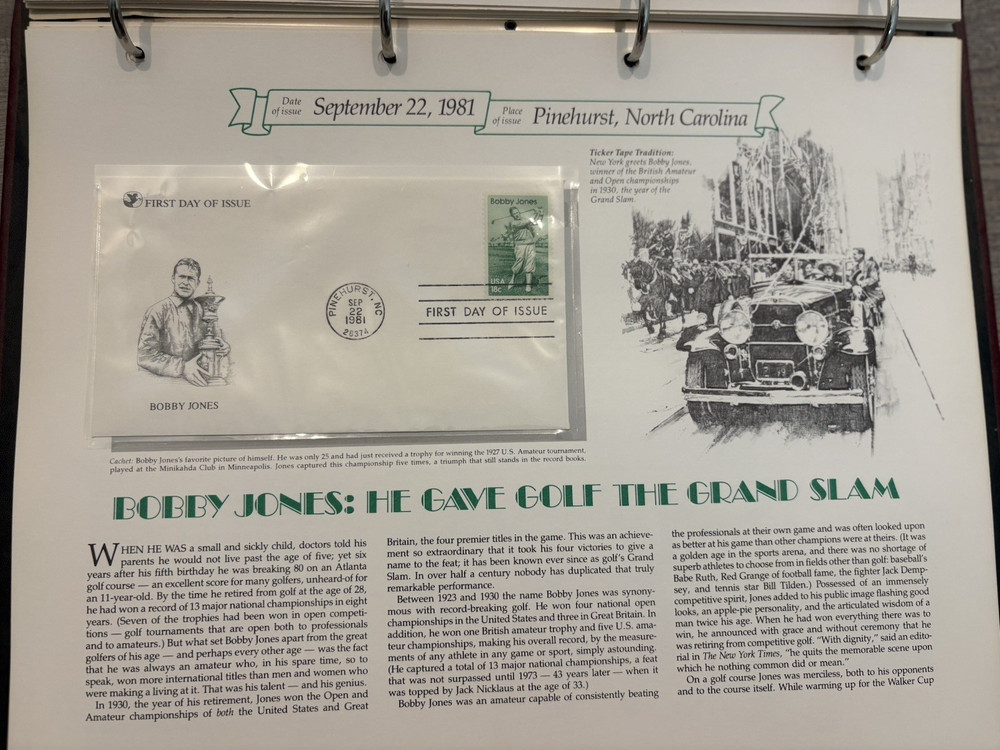 Date
of issue
September 22, 1981
Place
of issue
Pinehurst, North Carolina
Ticker Tape Tradition:
New York greets Bobby Jones,
winner of the British Amateur
and Open championships
in 1930, the year of the
Grand Slam.
FIRST DAY OF ISSUE
Bobby Jones
USA
18c
PINEHURST, NC
SEP
22
1981
28374
FIRST DAY OF ISSUE
BOBBY JONES
Cachet: Bobby Jones's favorite picture of himself. He was only 25 and had just received a trophy for winning the 1927 U.S. Amateur tournament,
played at the Minikahda Club in Minneapolis. Jones captured this championship five times, a triumph that still stands in the record books.
BOBBY JONES: HE GAVE GOLF THE GRAND SLAM
WHEN HE WAS a small and sickly child, doctors told his
parents he would not live past the age of five; yet six
years after his fifth birthday he was breaking 80 on an Atlanta
golf course — an excellent score for many golfers, unheard-of for
an 11-year-old. By the time he retired from golf at the age of 28,
he had won a record of 13 major national championships in eight
years. (Seven of the trophies had been won in open competi-
tions — golf tournaments that are open both to professionals
and to amateurs.) But what set Bobby Jones apart from the great
golfers of his age — and perhaps every other age — was the fact
that he was always an amateur who, in his spare time, so to
speak, won more international titles than men and women who
were making a living at it. That was his talent — and his genius.
In 1930, the year of his retirement, Jones won the Open and
Amateur championships of both the United States and Great
Britain, the four premier titles in the game. This was an achieve-
ment so extraordinary that it took his four victories to give a
name to the feat; it has been known ever since as golf's Grand
Slam. In over half a century nobody has duplicated that truly
remarkable performance.
Between 1923 and 1930 the name Bobby Jones was synony-
mous with record-breaking golf. He won four national open
championships in the United States and three in Great Britain. In
addition, he won one British amateur trophy and five U.S. ama-
teur championships, making his overall record, by the measure-
ments of any athlete in any game or sport, simply astounding.
(He captured a total of 13 major national championships, a feat
that was not surpassed until 1973 — 43 years later — when it
was topped by Jack Nicklaus at the age of 33.)
Bobby Jones was an amateur capable of consistently beating
the professionals at their own game and was often looked upon
as better at his game than other champions were at theirs. (It was
a golden age in the sports arena, and there was no shortage of
superb athletes to choose from in fields other than golf: baseball's
Babe Ruth, Red Grange of football fame, the fighter Jack Demp-
sey, and tennis star Bill Tilden.) Possessed of an immensely
competitive spirit, Jones added to his public image flashing good
looks, an apple-pie personality, and the articulated wisdom of a
man twice his age. When he had won everything there was to
win, he announced with grace and without ceremony that he
was retiring from competitive golf. "With dignity," said an edito-
rial in The New York Times, "he quits the memorable scene upon
which he nothing common did or mean."
On a golf course Jones was merciless, both to his opponents
and to the course itself. While warming up for the Walker Cup